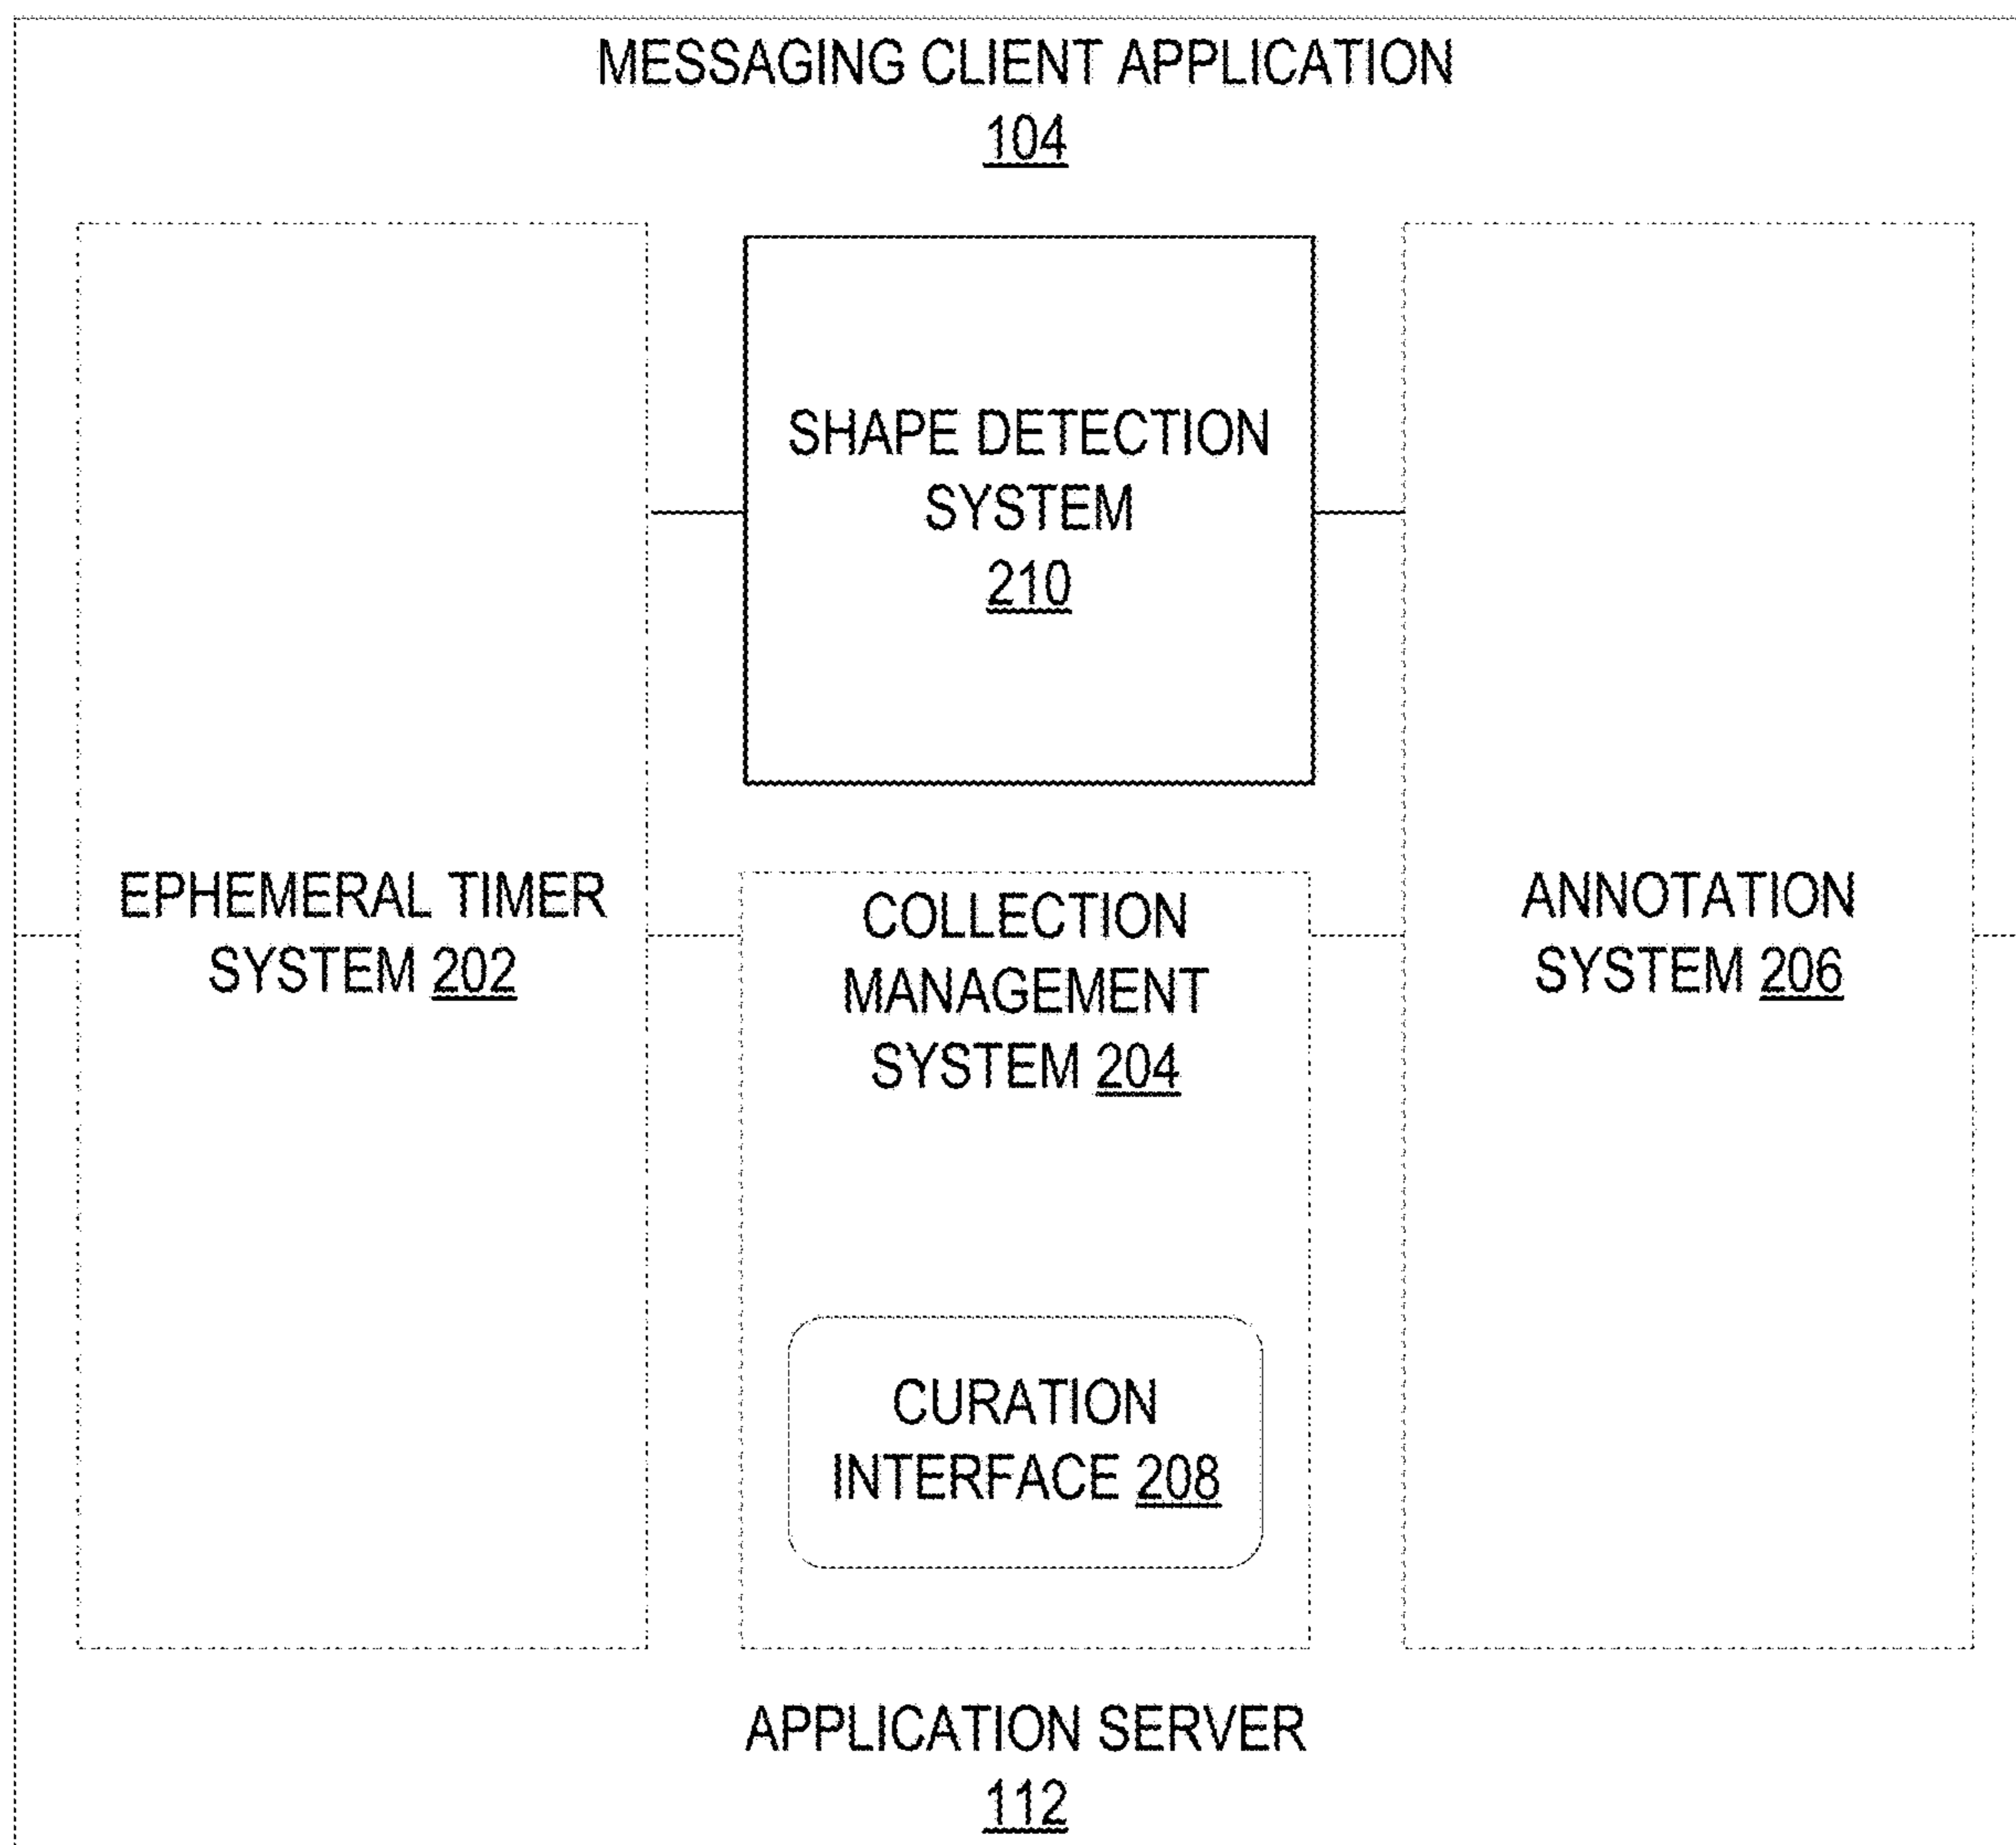 MESSAGING CLIENT APPLICATION
104
SHAPE DETECTION
SYSTEM
210
EPHEMERAL TIMER
SYSTEM 202
COLLECTION
MANAGEMENT
SYSTEM 204
ANNOTATION
SYSTEM 206
CURATION
INTERFACE 208
APPLICATION SERVER
112